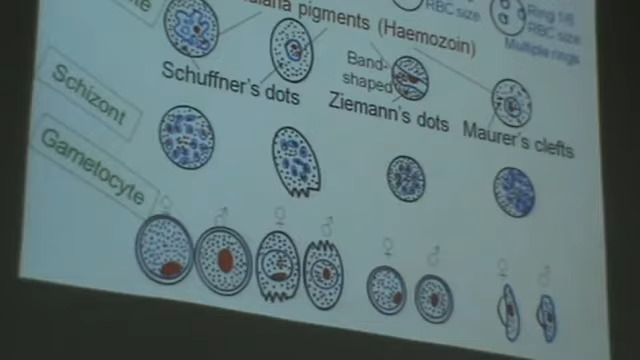 RBC size
Ring 1/6
RBC size
Multiple rings
pigments (Haemozoin)
Band-
shaped
Schuffner's dots
Ziemann's dots
Maurer's clefts
Schizont
Gametocyte
♀ ♂ ♀ ♂ ♀ ♂ ♀ ♂